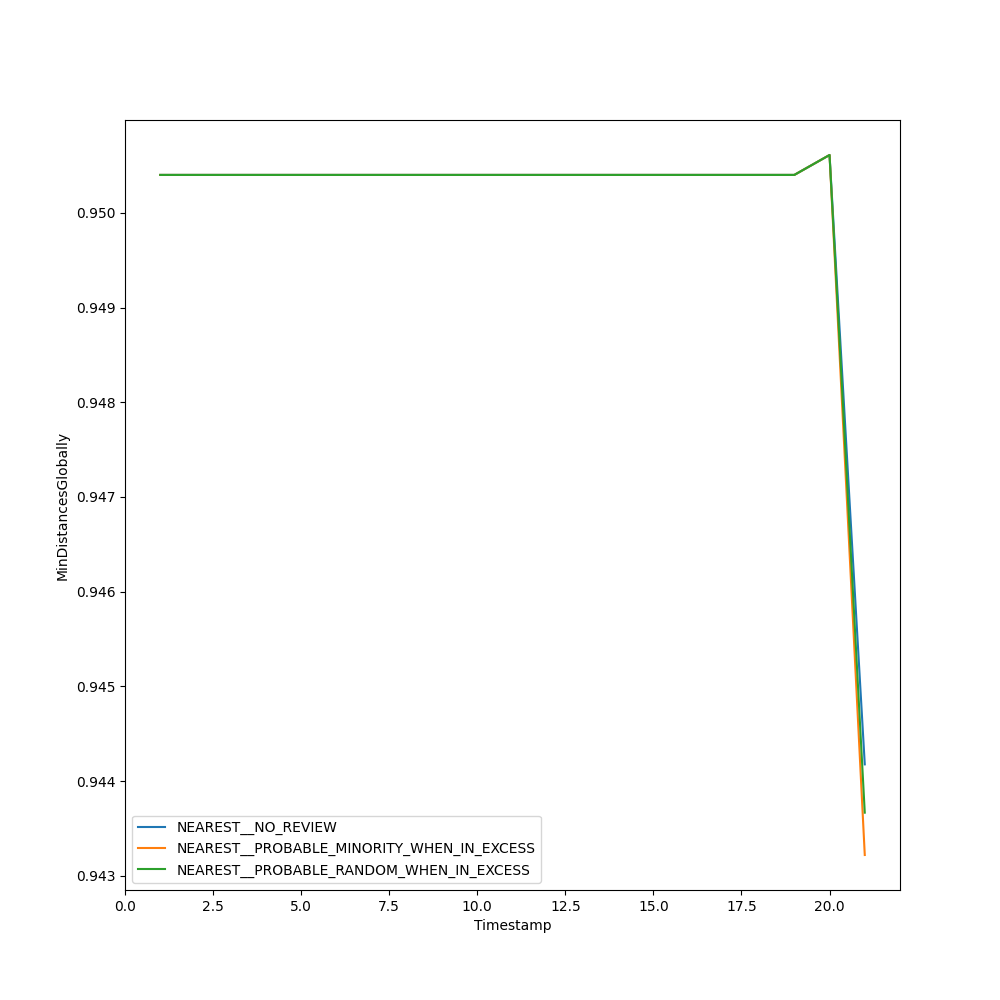 0.950
0.949
0.948
0.947
0.946
0.945
0.944
0.943
MinDistancesGlobally
NEAREST__NO_REVIEW
NEAREST__PROBABLE_MINORITY_WHEN_IN_EXCESS
NEAREST__PROBABLE_RANDOM_WHEN_IN_EXCESS
0.0 2.5 5.0 7.5 10.0 12.5 15.0 17.5 20.0
Timestamp